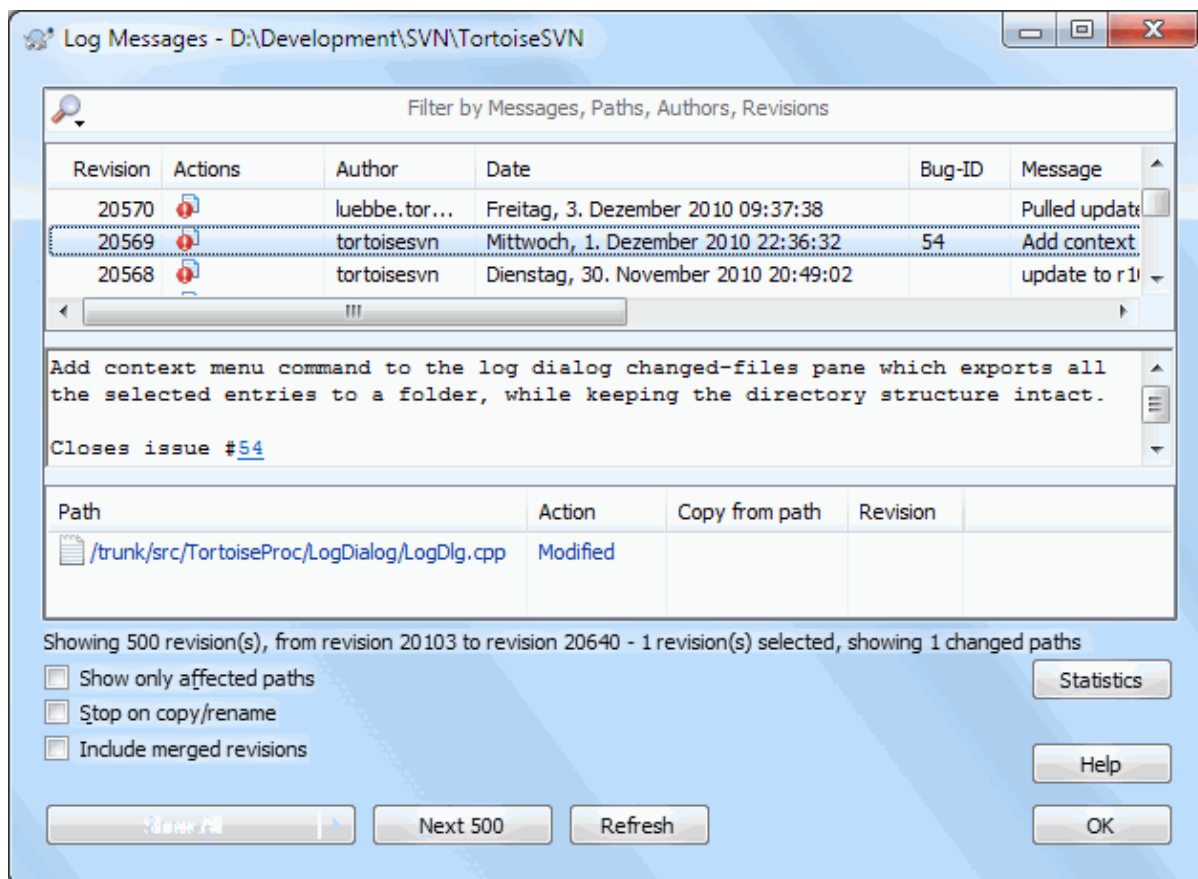 Log Messages - D:\Development\SVN\TortoiseSVN
Filter by Messages, Paths, Authors, Revisions
Revision Actions Author Date Bug-ID Message
20570 luebbe.tor... Freitag, 3. Dezember 2010 09:37:38 Pulled update
20569 tortoisesvn Mittwoch, 1. Dezember 2010 22:36:32 54 Add context
20568 tortoisesvn Dienstag, 30. November 2010 20:49:02 update to
Add context menu command to the log dialog changed-files pane which exports all
the selected entries to a folder, while keeping the directory structure intact.
Closes issue #54
Path Action Copy from path Revision
/trunk/src/TortoiseProc/LogDialog/LogDlg.cpp Modified
Showing 500 revision(s), from revision 20103 to revision 20640 - 1 revision(s) selected, showing 1 changed paths
Show only affected paths
Statistics
Stop on copy/rename
Include merged revisions
Help
Show All Next 500 Refresh OK